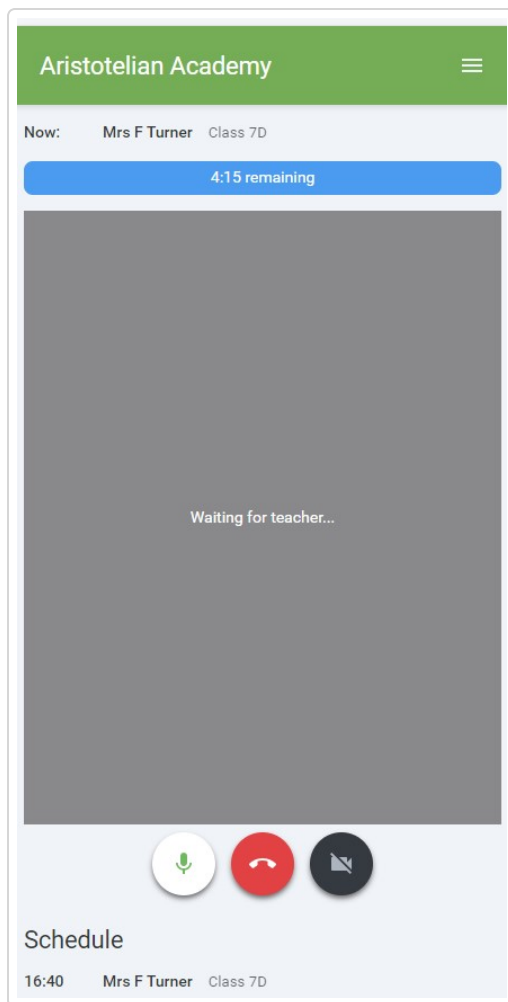 Aristotelian Academy
Now: Mrs F Turner Class 7D
4:15 remaining
Waiting for teacher...
Schedule
16:40 Mrs F Turner Class 7D